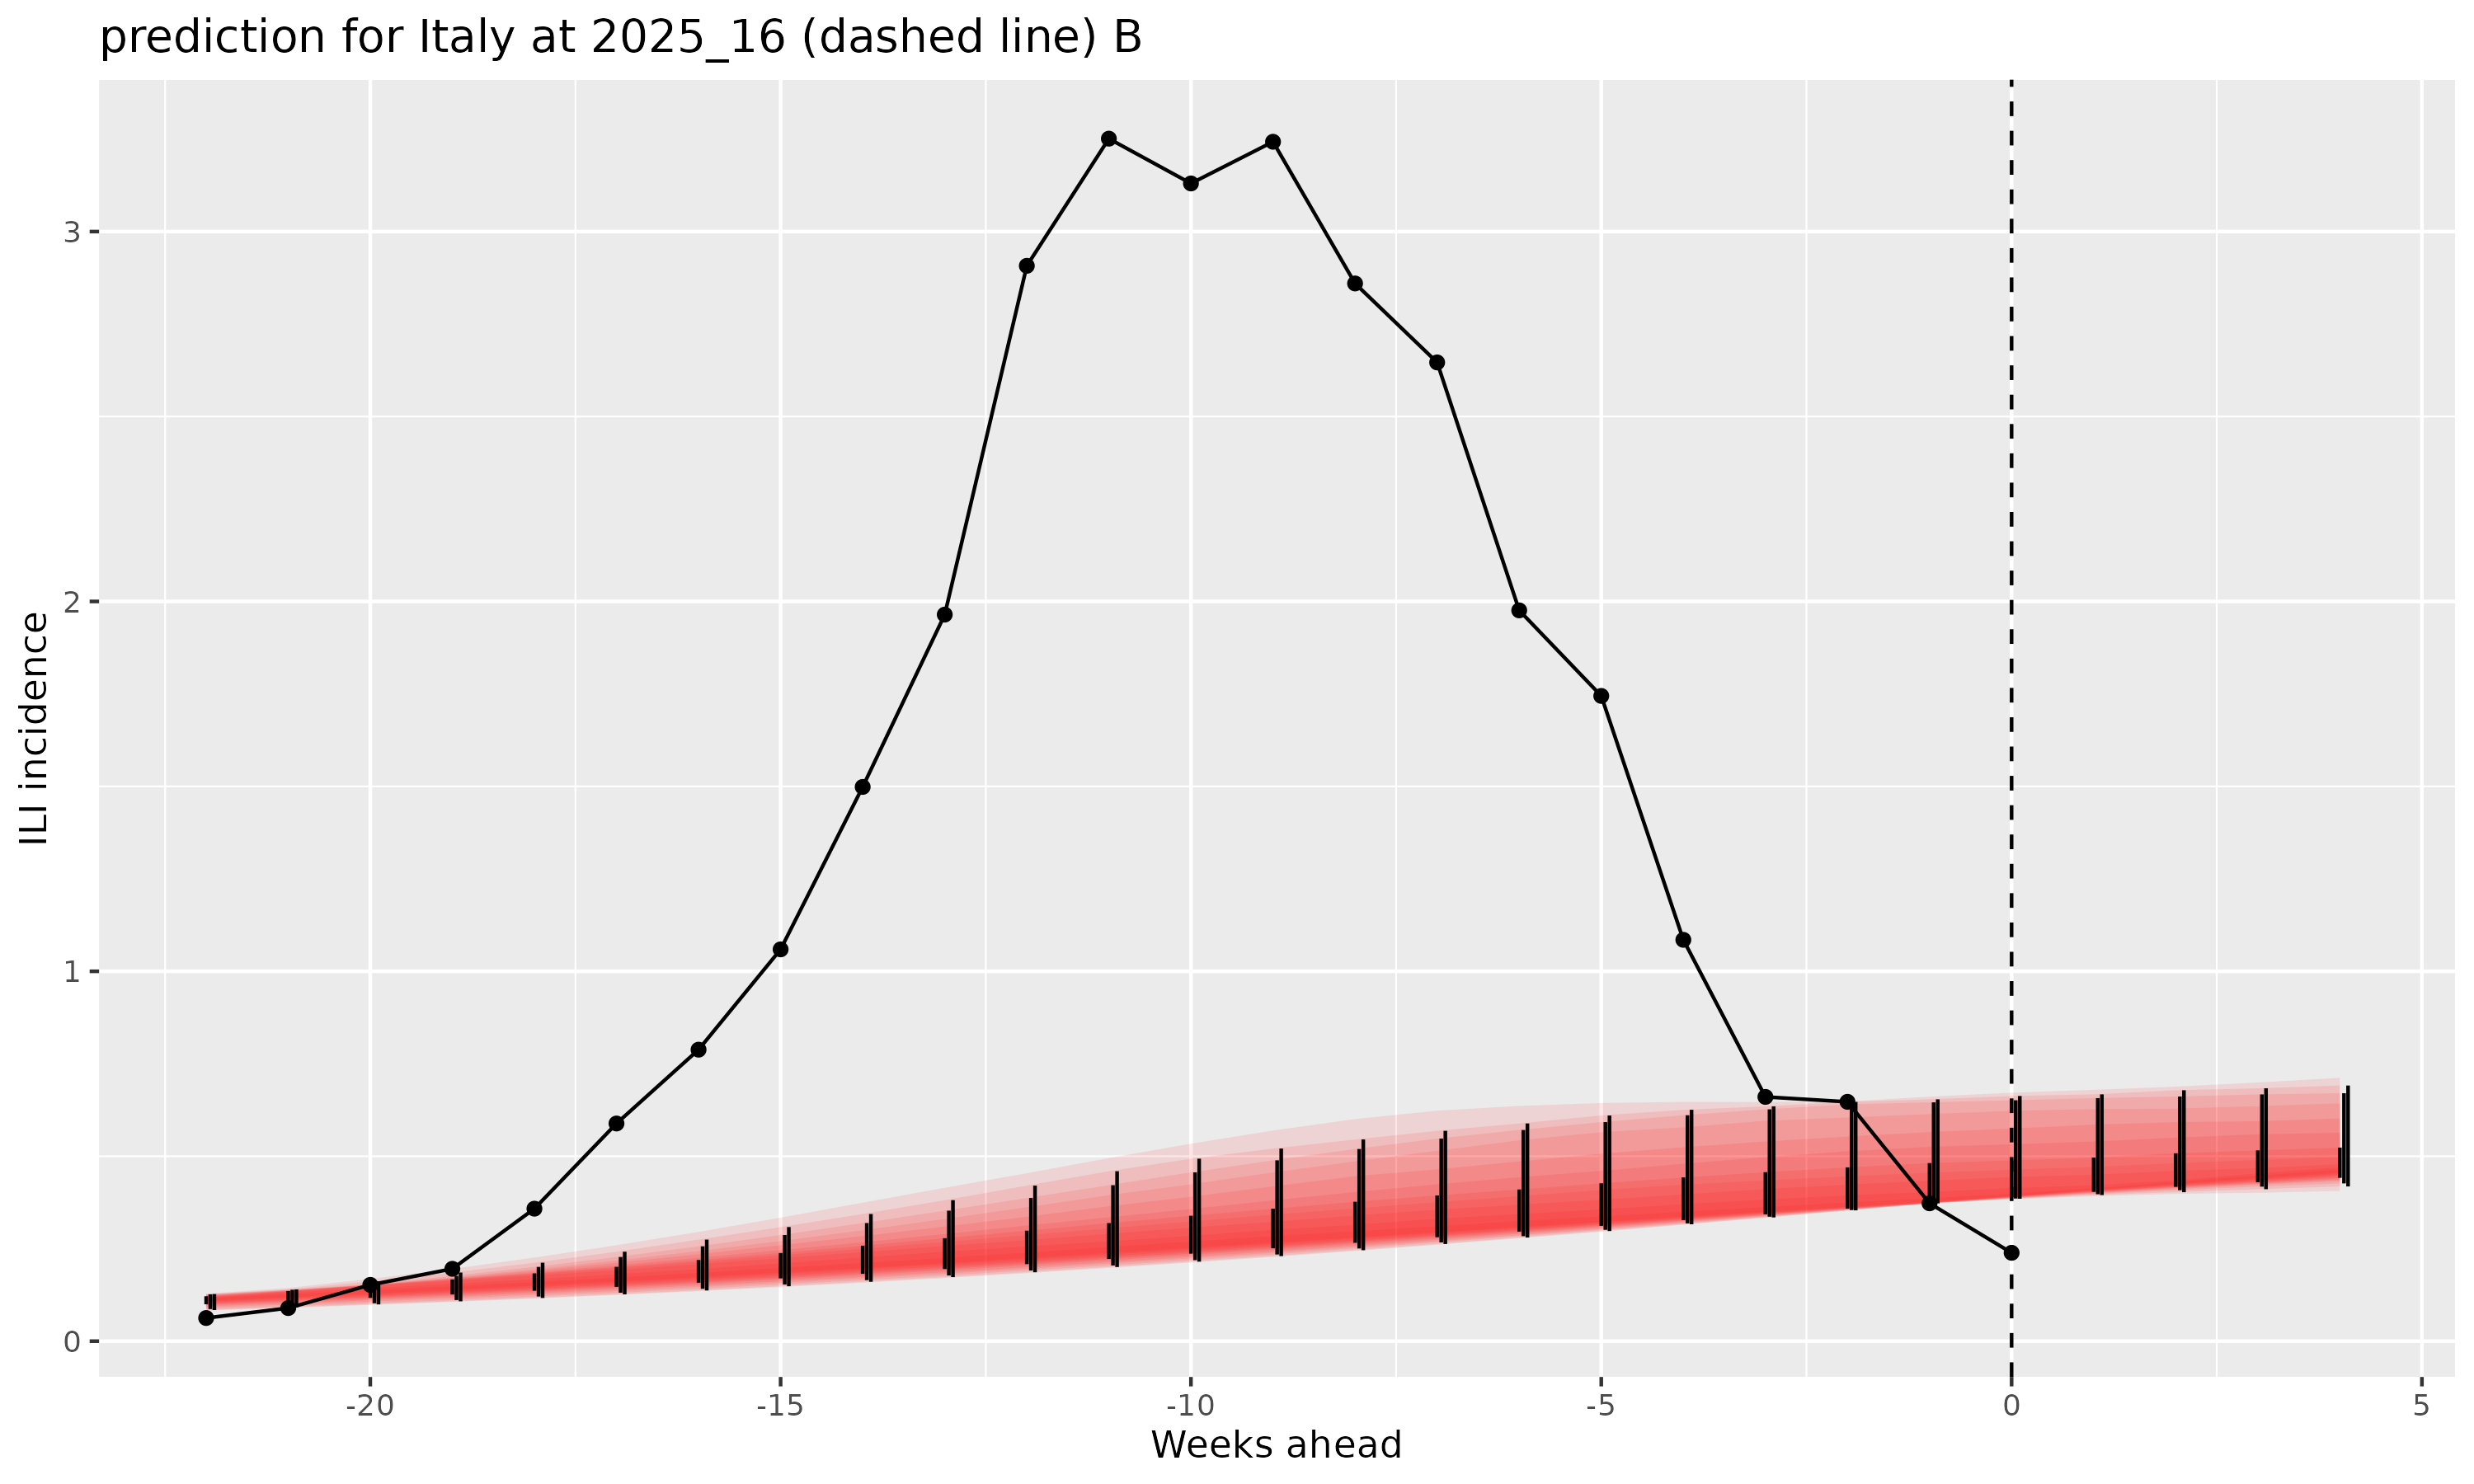 prediction for Italy at 2025_16 (dashed line) B
ILI incidence
3
2
1
0
-20 -15 -10 -5 0 5
Weeks ahead